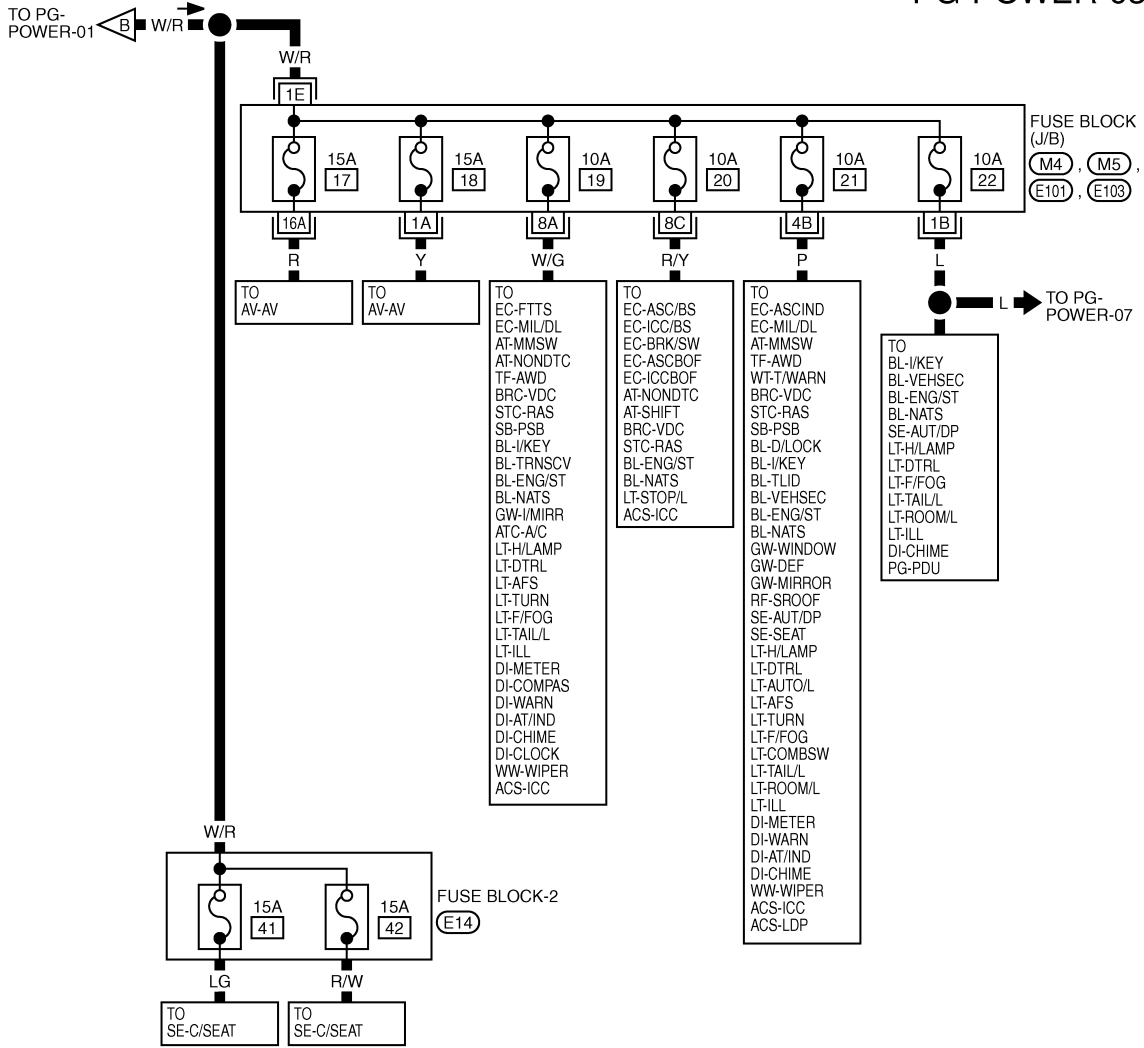 PG-POWER-03
TO PG-
POWER-01
B
W/R
W/R
1E
FUSE BLOCK
(J/B)
M4 , M5 ,
E101 , E103
15A
17
15A
18
10A
19
10A
20
10A
21
10A
22
16A
1A
8A
8C
4B
1B
R
Y
W/G
R/Y
P
L
L
TO PG-
POWER-07
TO
AV-AV
TO
AV-AV
TO
EC-FTTS
EC-MIL/DL
AT-MMSW
AT-NONDTC
TF-AWD
BRC-VDC
STC-RAS
SB-PSB
BL-I/KEY
BL-TRNSCV
BL-ENG/ST
BL-NATS
GW-I/MIRR
ATC-A/C
LT-H/LAMP
LT-DTRL
LT-AFS
LT-TURN
LT-F/FOG
LT-TAIL/L
LT-ILL
DI-METER
DI-COMPAS
DI-WARN
DI-AT/IND
DI-CHIME
DI-CLOCK
WW-WIPER
ACS-ICC
TO
EC-ASC/BS
EC-ICC/BS
EC-BRK/SW
EC-ASCBOF
EC-ICCBOF
AT-NONDTC
AT-SHIFT
BRC-VDC
STC-RAS
BL-ENG/ST
BL-NATS
LT-STOP/L
ACS-ICC
TO
EC-ASCIND
EC-MIL/DL
AT-MMSW
TF-AWD
WT-T/WARN
BRC-VDC
STC-RAS
SB-PSB
BL-D/LOCK
BL-I/KEY
BL-TLID
BL-VEHSEC
BL-ENG/ST
BL-NATS
GW-WINDOW
GW-DEF
GW-MIRROR
RF-SROOF
SE-AUT/DP
SE-SEAT
LT-H/LAMP
LT-DTRL
LT-AUTO/L
LT-AFS
LT-TURN
LT-F/FOG
LT-COMBSW
LT-TAIL/L
LT-ROOM/L
LT-ILL
DI-METER
DI-WARN
DI-AT/IND
DI-CHIME
WW-WIPER
ACS-ICC
ACS-LDP
TO
BL-I/KEY
BL-VEHSEC
BL-ENG/ST
BL-NATS
SE-AUT/DP
LT-H/LAMP
LT-DTRL
LT-F/FOG
LT-TAIL/L
LT-ROOM/L
LT-ILL
DI-CHIME
PG-PDU
W/R
15A
41
15A
42
FUSE BLOCK-2
E14
LG
R/W
TO
SE-C/SEAT
TO
SE-C/SEAT